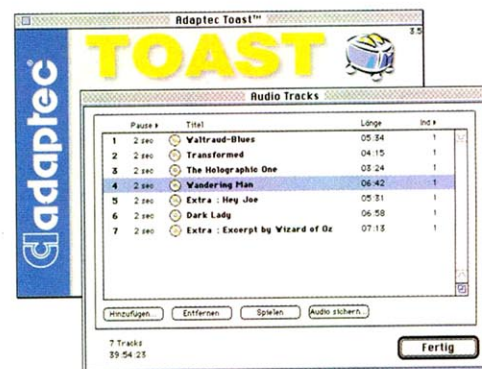 Adaptec Toast™
TOAST
3.5
adaptec
Audio Tracks
Pause Titel Länge Ind
1 2 sec Waltraud-Blues 05:34 1
2 2 sec Transformed 04:15 1
3 2 sec The Holographic One 03:24 1
4 2 sec Wandering Man 06:42 1
5 2 sec Extra : Hey Joe 05:31 1
6 2 sec Dark Lady 06:58 1
7 2 sec Extra : Excerpt by Wizard of Oz 07:13 1
Hinzufügen... Entfernen Spielen Audio sichern...
7 Tracks
39:54:23
Fertig